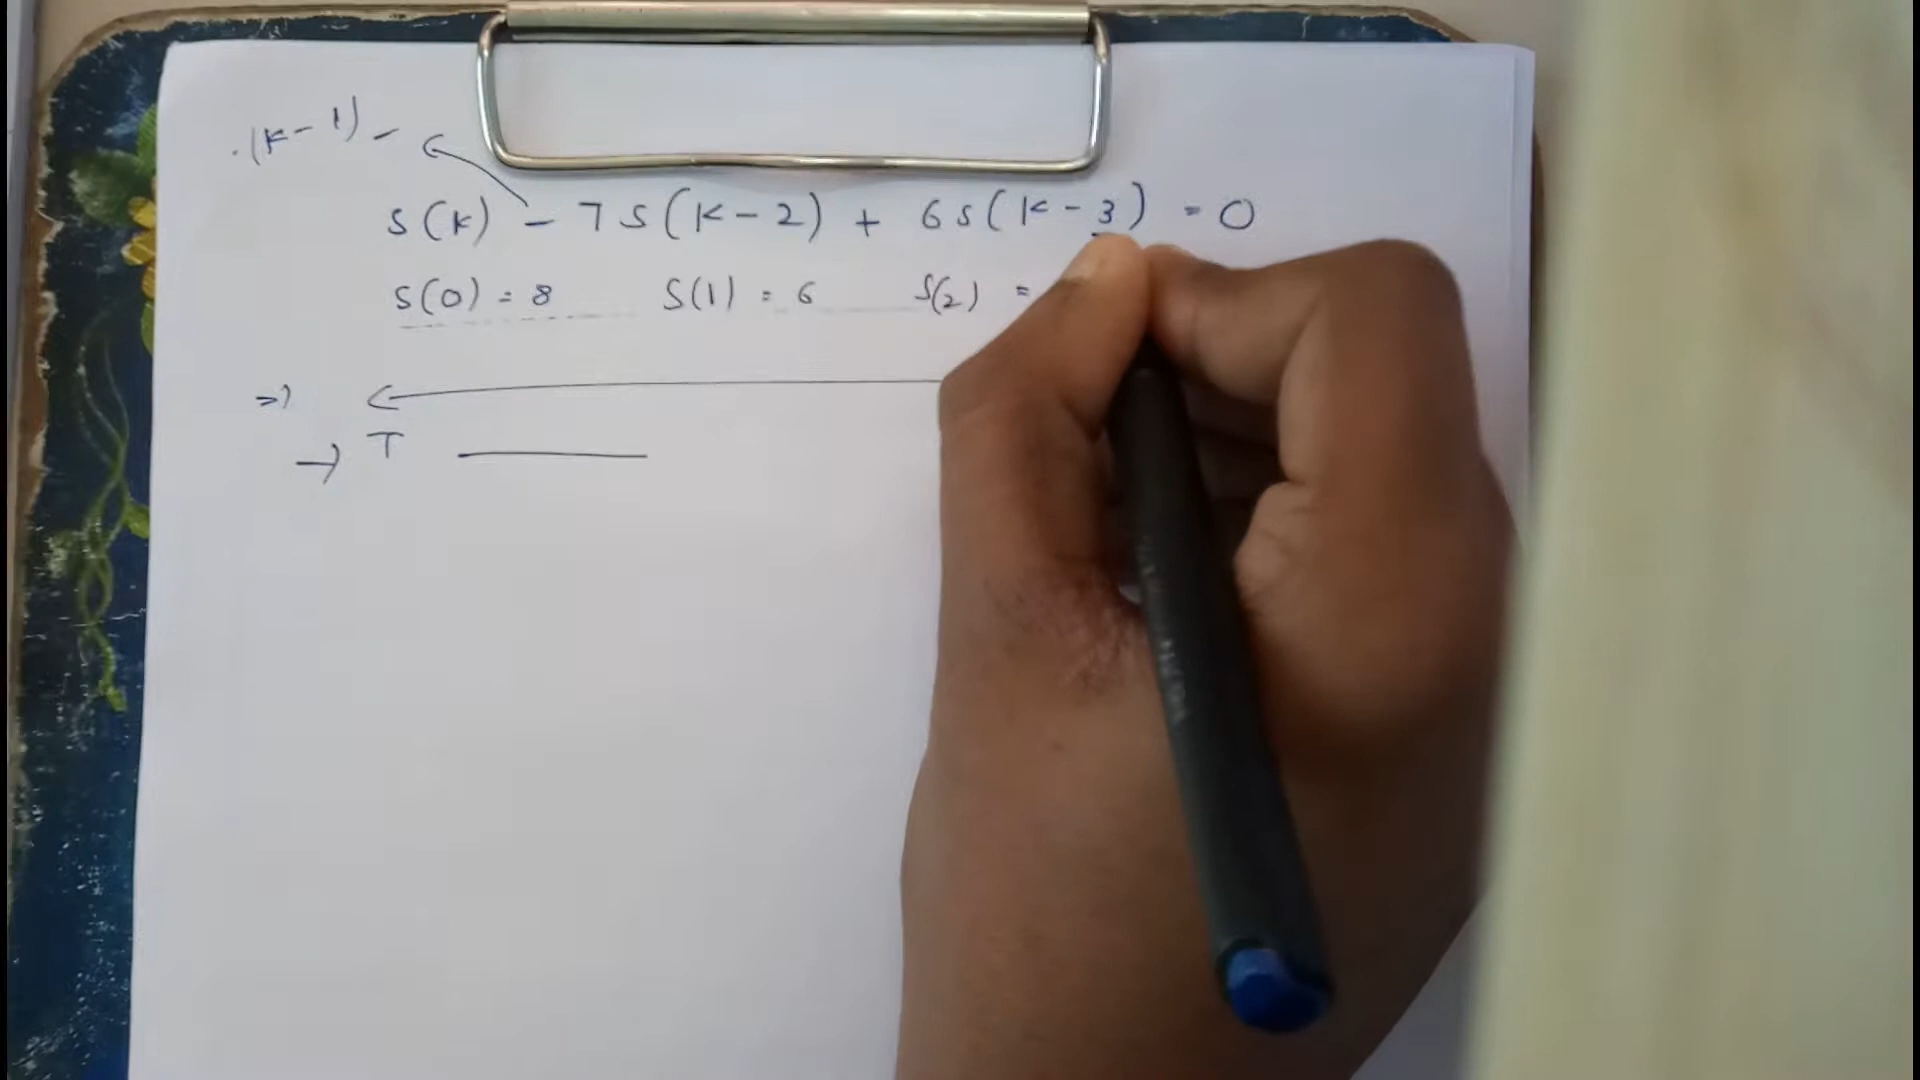 .(k-1) -
s(k) - 7s(k-2) + 6s(k-3) = 0
s(0) = 8 s(1) = 6 s(2) =
=>
→ T